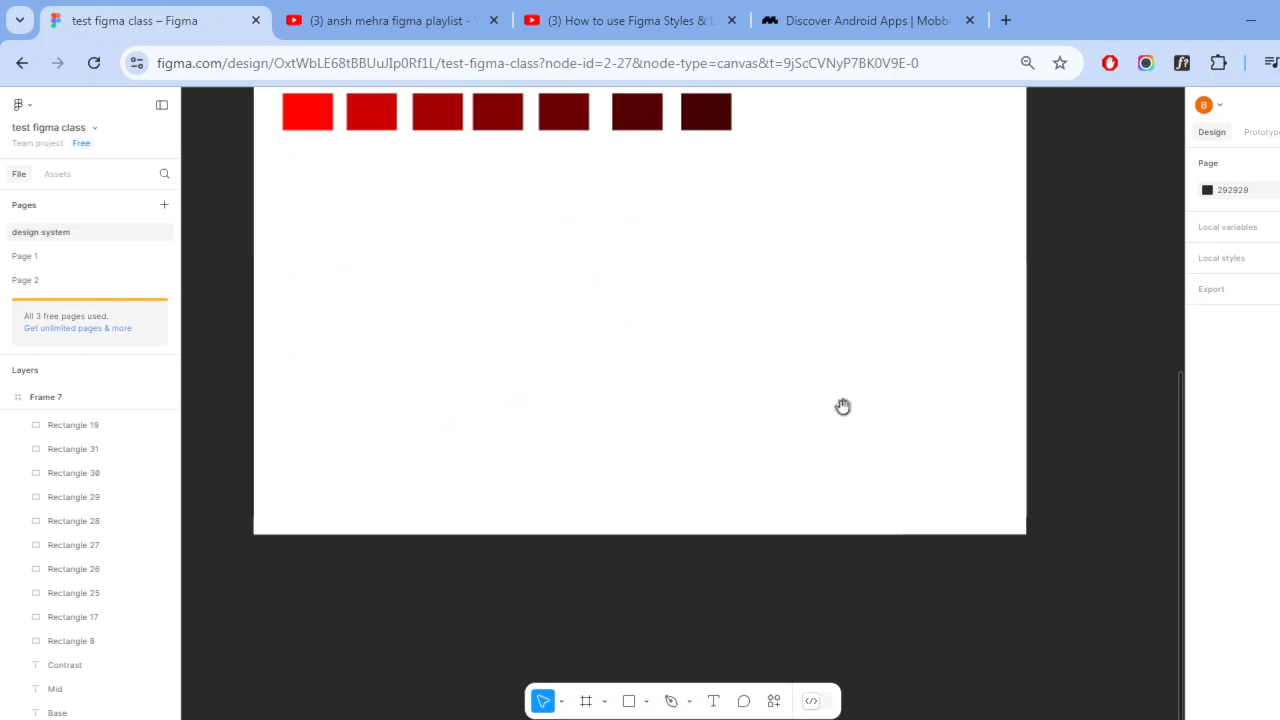 test figma class – Figma
(3) ansh mehra figma playlist -
(3) How to use Figma Styles &
Discover Android Apps | Mobbi
figma.com/design/OxtWbLE68tBBUuJIp0Rf1L/test-figma-class?node-id=2-27&node-type=canvas&t=9jScCVNyP7BK0V9E-0
f?
test figma class
Team project Free
File Assets
Pages
design system
Page 1
Page 2
All 3 free pages used.
Get unlimited pages & more
Layers
Frame 7
Rectangle 19
Rectangle 31
Rectangle 30
Rectangle 29
Rectangle 28
Rectangle 27
Rectangle 26
Rectangle 25
Rectangle 17
Rectangle 8
T Contrast
T Mid
T Base
B
Design Prototype
Page
292929
Local variables
Local styles
Export